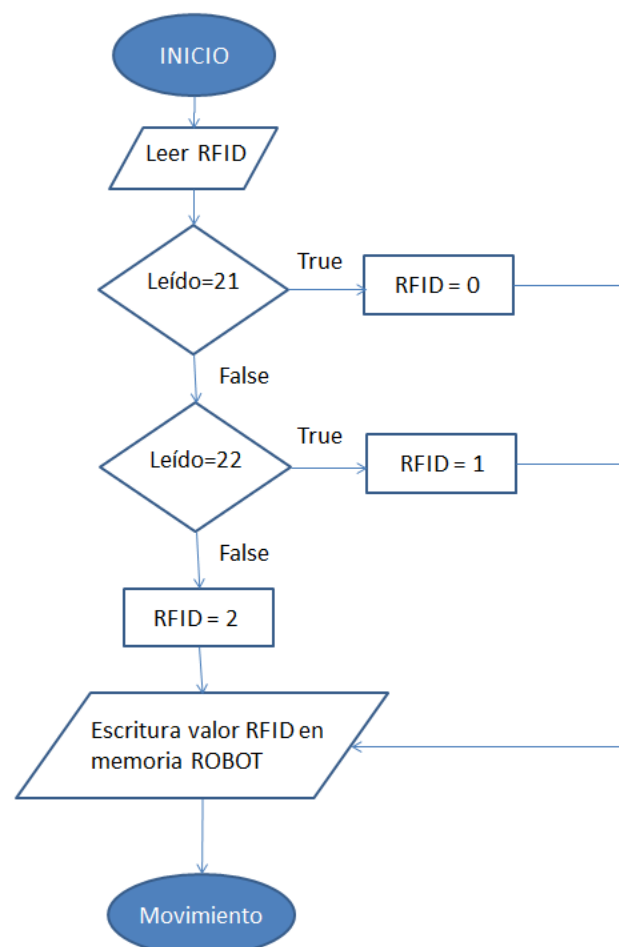 INICIO
Leer RFID
Leído=21
True
RFID = 0
False
Leído=22
True
RFID = 1
False
RFID = 2
Escritura valor RFID en
memoria ROBOT
Movimiento